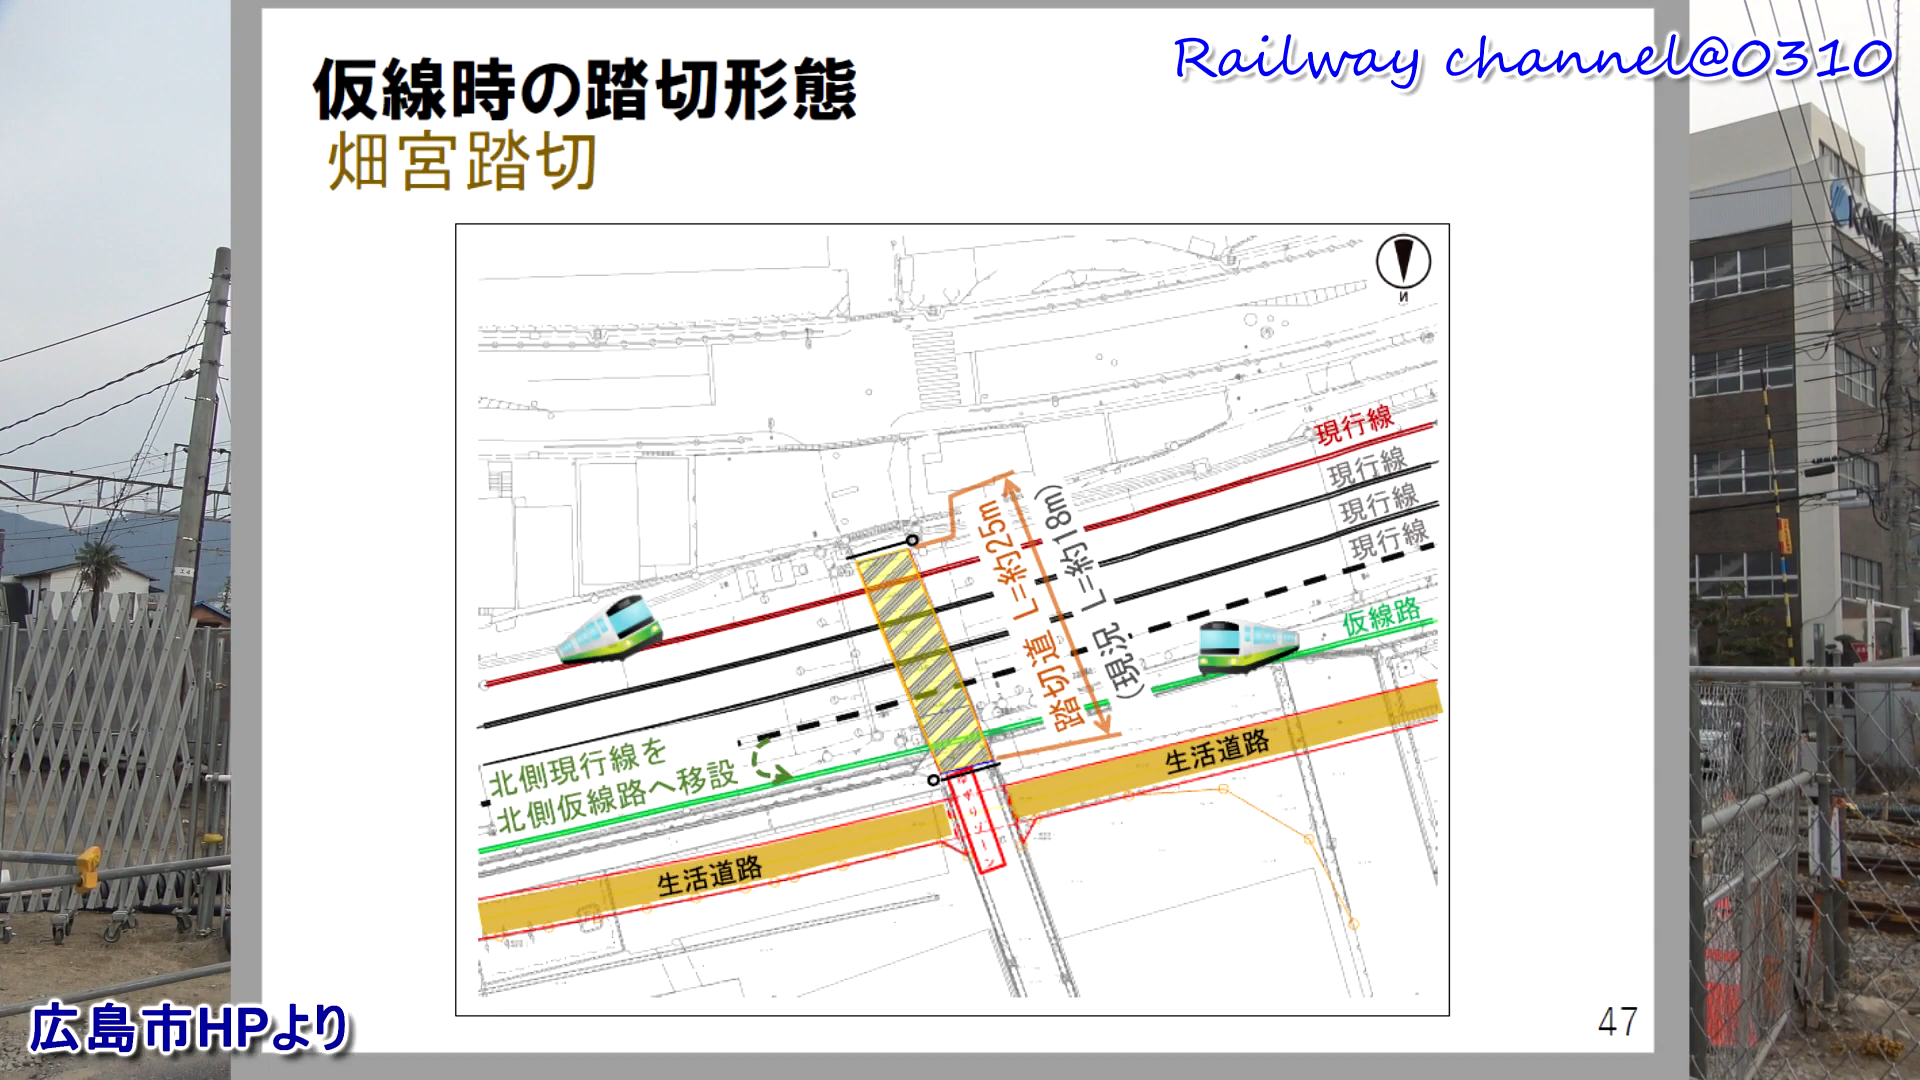 Railway channel@0310
仮線時の踏切形態
畑宮踏切
N
現行線
現行線
現行線
現行線
仮線路
踏切道 L=約25m
(現況 L=約18m)
北側現行線を
北側仮線路へ移設
生活道路
生活道路
広島市HPより
47